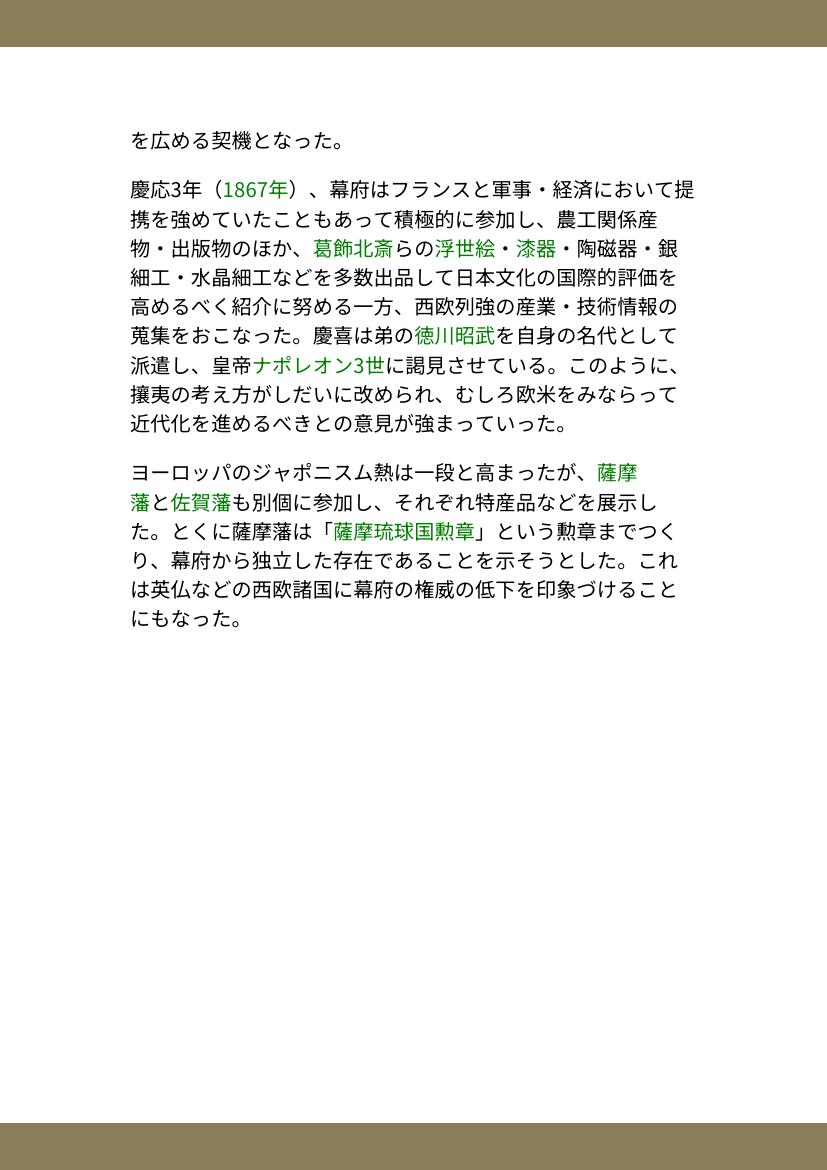 を広める契機となった。
慶応3年（1867年）、幕府はフランスと軍事・経済において提
携を強めていたこともあって積極的に参加し、農工関係産
物・出版物のほか、葛飾北斎らの浮世絵・漆器・陶磁器・銀
細工・水晶細工などを多数出品して日本文化の国際的評価を
高めるべく紹介に努める一方、西欧列強の産業・技術情報の
蒐集をおこなった。慶喜は弟の徳川昭武を自身の名代として
派遣し、皇帝ナポレオン3世に謁見させている。このように、
攘夷の考え方がしだいに改められ、むしろ欧米をみならって
近代化を進めるべきとの意見が強まっていった。
ヨーロッパのジャポニスム熱は一段と高まったが、薩摩
藩と佐賀藩も別個に参加し、それぞれ特産品などを展示し
た。とくに薩摩藩は「薩摩琉球国勲章」という勲章までつく
り、幕府から独立した存在であることを示そうとした。これ
は英仏などの西欧諸国に幕府の権威の低下を印象づけること
にもなった。